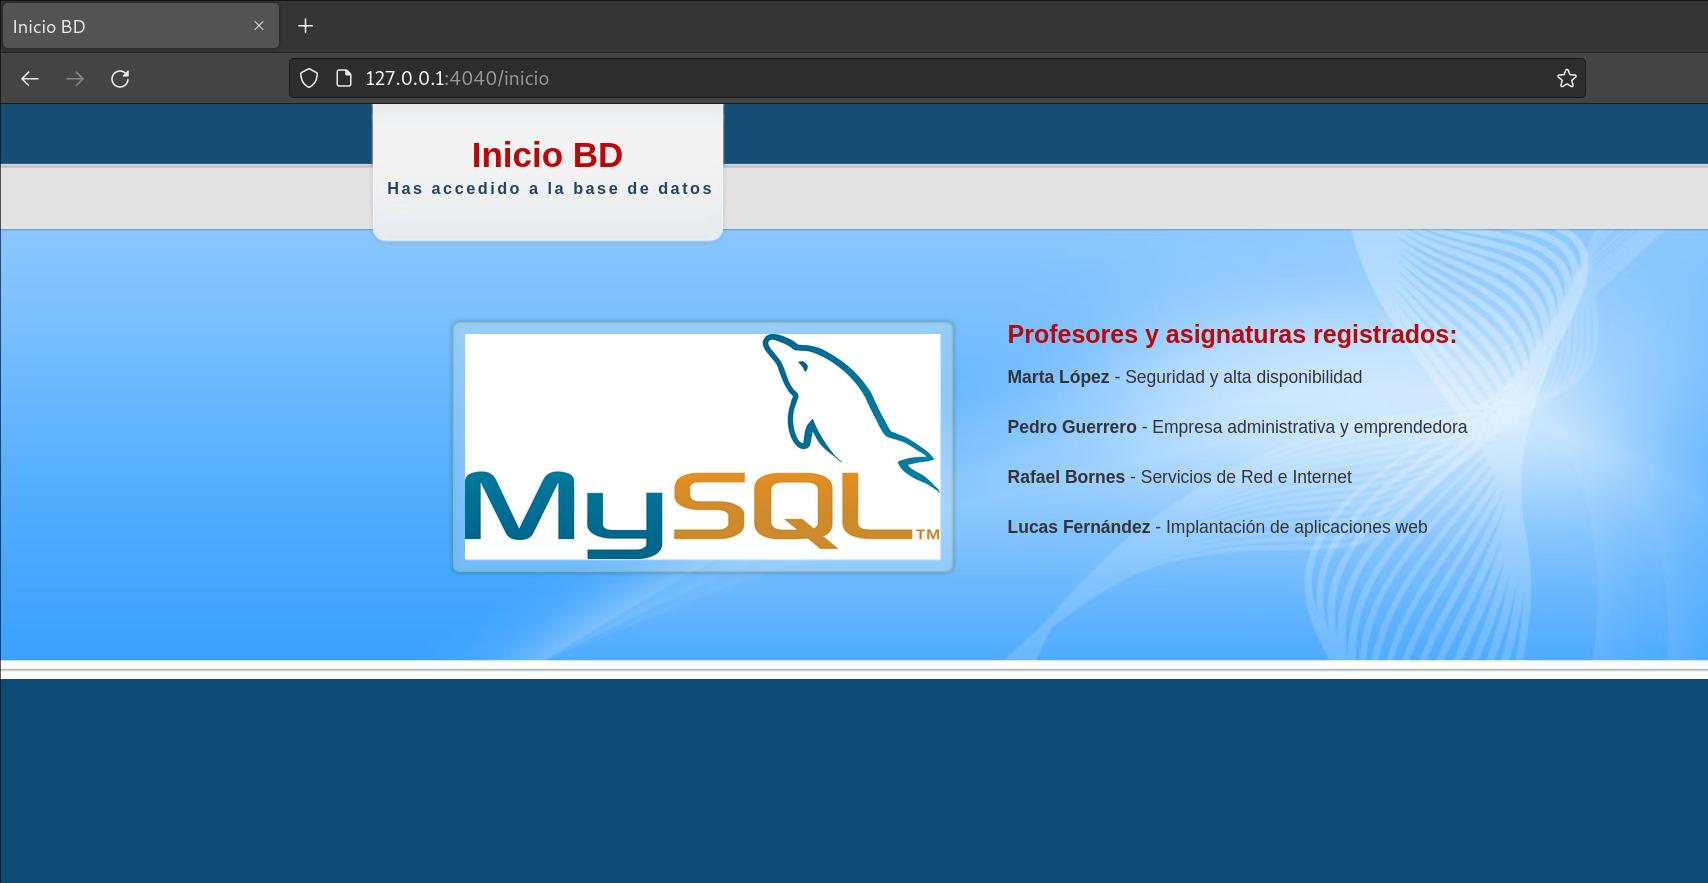 Inicio BD
127.0.0.1:4040/inicio
Inicio BD
Has accedido a la base de datos
MySQL™
Profesores y asignaturas registrados:
Marta López - Seguridad y alta disponibilidad
Pedro Guerrero - Empresa administrativa y emprendedora
Rafael Bornes - Servicios de Red e Internet
Lucas Fernández - Implantación de aplicaciones web